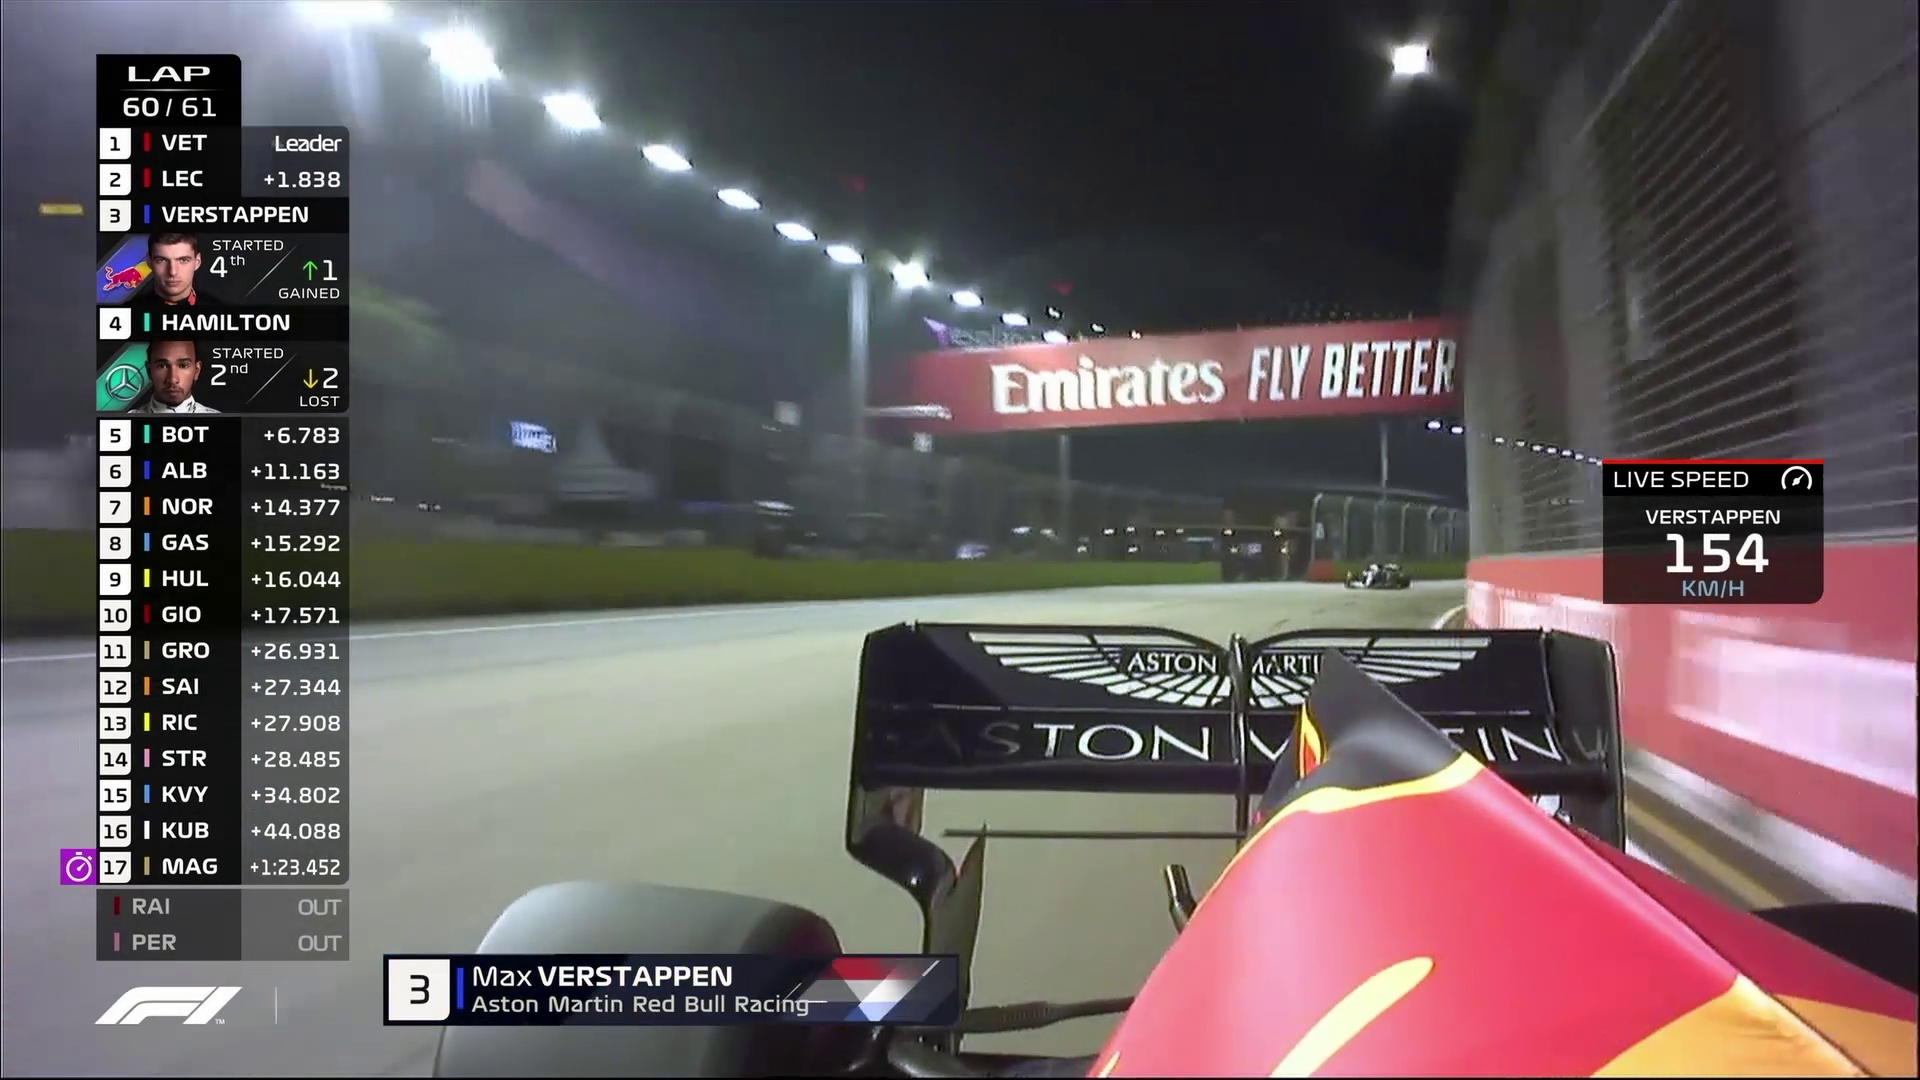 LAP
60 / 61
1 VET Leader
2 LEC +1.838
3 VERSTAPPEN
STARTED
4th ↑1
GAINED
4 HAMILTON
STARTED
2nd ↓2
LOST
5 BOT +6.783
6 ALB +11.163
7 NOR +14.377
8 GAS +15.292
9 HUL +16.044
10 GIO +17.571
11 GRO +26.931
12 SAI +27.344
13 RIC +27.908
14 STR +28.485
15 KVY +34.802
16 KUB +44.088
17 MAG +1:23.452
RAI OUT
PER OUT
F1
Emirates FLY BETTER
LIVE SPEED
VERSTAPPEN
154
KM/H
ASTON MARTIN
ASTON MARTIN
3 Max VERSTAPPEN
Aston Martin Red Bull Racing